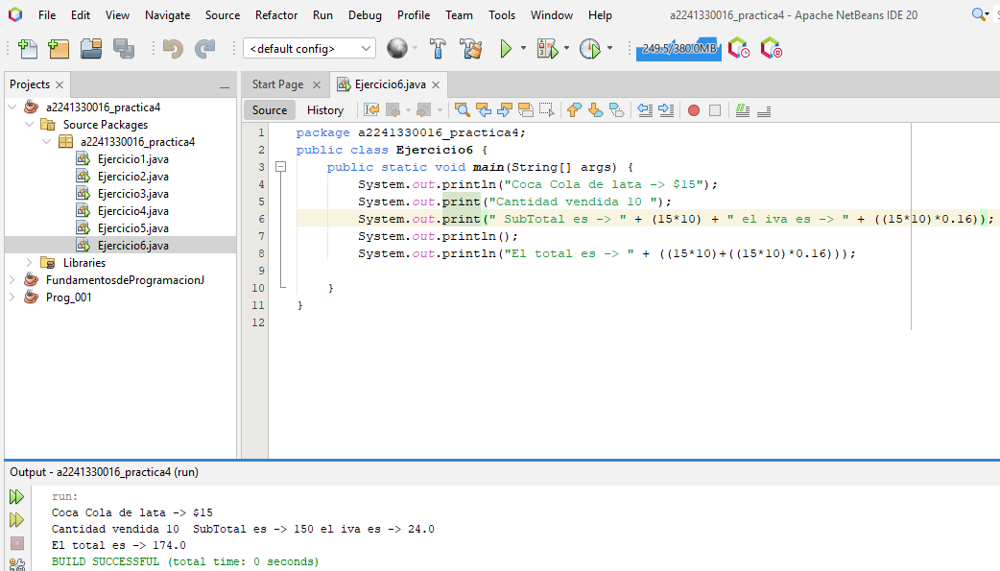 File Edit View Navigate Source Refactor Run Debug Profile Team Tools Window Help a2241330016_practica4 - Apache NetBeans IDE 20
<default config> 249.5/380.0MB
Projects
Start Page Ejercicio6.java
a2241330016_practica4
Source Packages
a2241330016_practica4
Ejercicio1.java
Ejercicio2.java
Ejercicio3.java
Ejercicio4.java
Ejercicio5.java
Ejercicio6.java
Libraries
FundamentosdeProgramacionJ
Prog_001
Source History
1 package a2241330016_practica4;
2 public class Ejercicio6 {
3 public static void main(String[] args) {
4 System.out.println("Coca Cola de lata -> $15");
5 System.out.print("Cantidad vendida 10 ");
6 System.out.print(" SubTotal es -> " + (15*10) + " el iva es -> " + ((15*10)*0.16));
7 System.out.println();
8 System.out.println("El total es -> " + ((15*10)+((15*10)*0.16)));
9
10 }
11 }
12
Output - a2241330016_practica4 (run)
run:
Coca Cola de lata -> $15
Cantidad vendida 10  SubTotal es -> 150 el iva es -> 24.0
El total es -> 174.0
BUILD SUCCESSFUL (total time: 0 seconds)